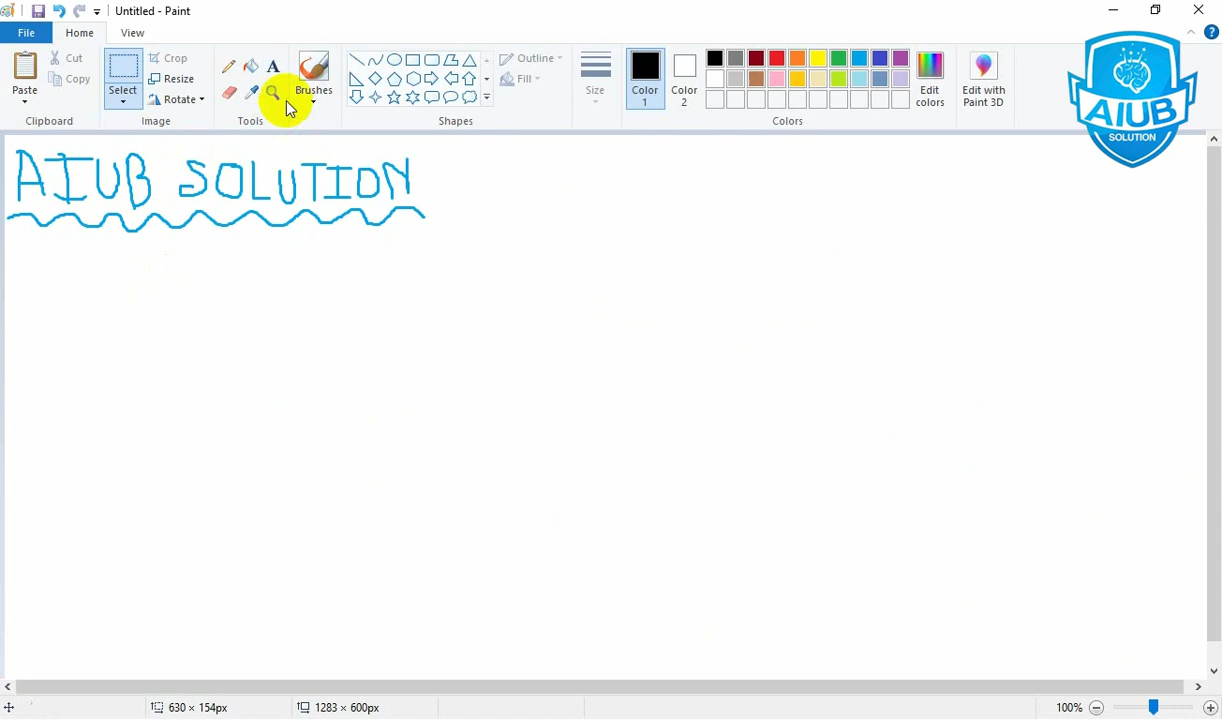 Untitled - Paint
File
Home
View
Paste
Cut
Copy
Clipboard
Select
Crop
Resize
Rotate
Image
A
Tools
Brushes
Shapes
Outline
Fill
Size
Color 1
Color 2
Colors
Edit colors
Edit with Paint 3D
?
AIUB
SOLUTION
AIUB SOLUTION
630 × 154px
1283 × 600px
100%